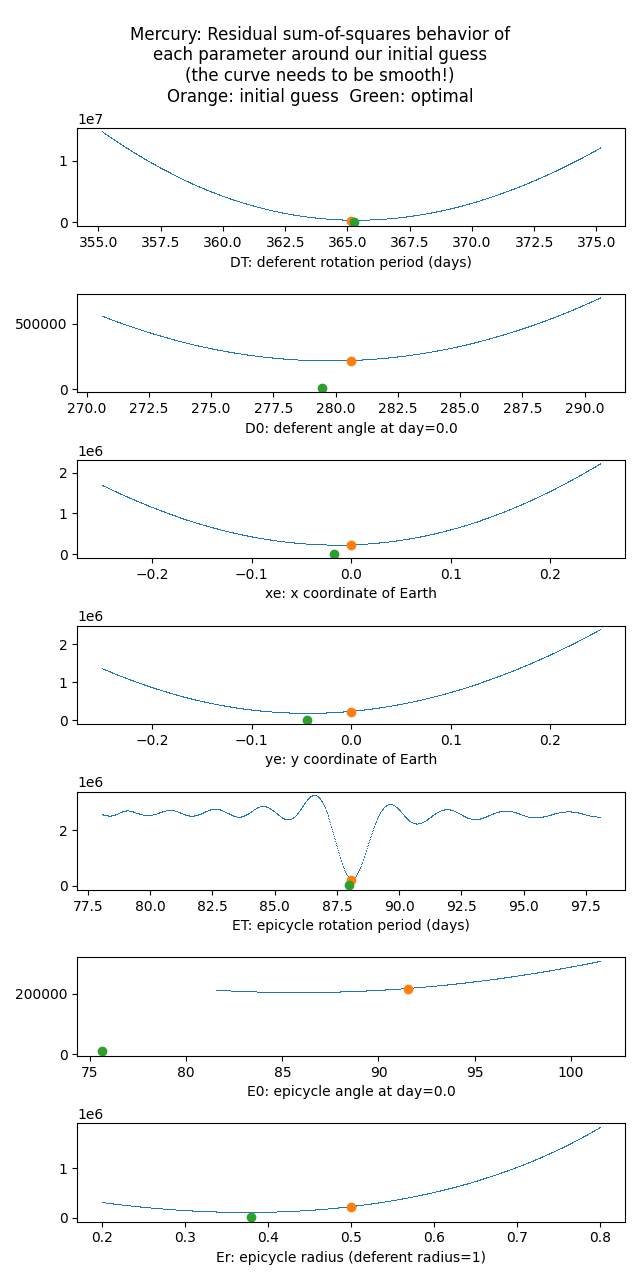 Mercury: Residual sum-of-squares behavior of
each parameter around our initial guess
(the curve needs to be smooth!)
Orange: initial guess  Green: optimal
1e7
1
0
355.0 357.5 360.0 362.5 365.0 367.5 370.0 372.5 375.0
DT: deferent rotation period (days)
500000
0
270.0 272.5 275.0 277.5 280.0 282.5 285.0 287.5 290.0
D0: deferent angle at day=0.0
1e6
2
1
0
−0.2 −0.1 0.0 0.1 0.2
xe: x coordinate of Earth
1e6
2
1
0
−0.2 −0.1 0.0 0.1 0.2
ye: y coordinate of Earth
1e6
2
0
77.5 80.0 82.5 85.0 87.5 90.0 92.5 95.0 97.5
ET: epicycle rotation period (days)
200000
0
75 80 85 90 95 100
E0: epicycle angle at day=0.0
1e6
1
0
0.2 0.3 0.4 0.5 0.6 0.7 0.8
Er: epicycle radius (deferent radius=1)